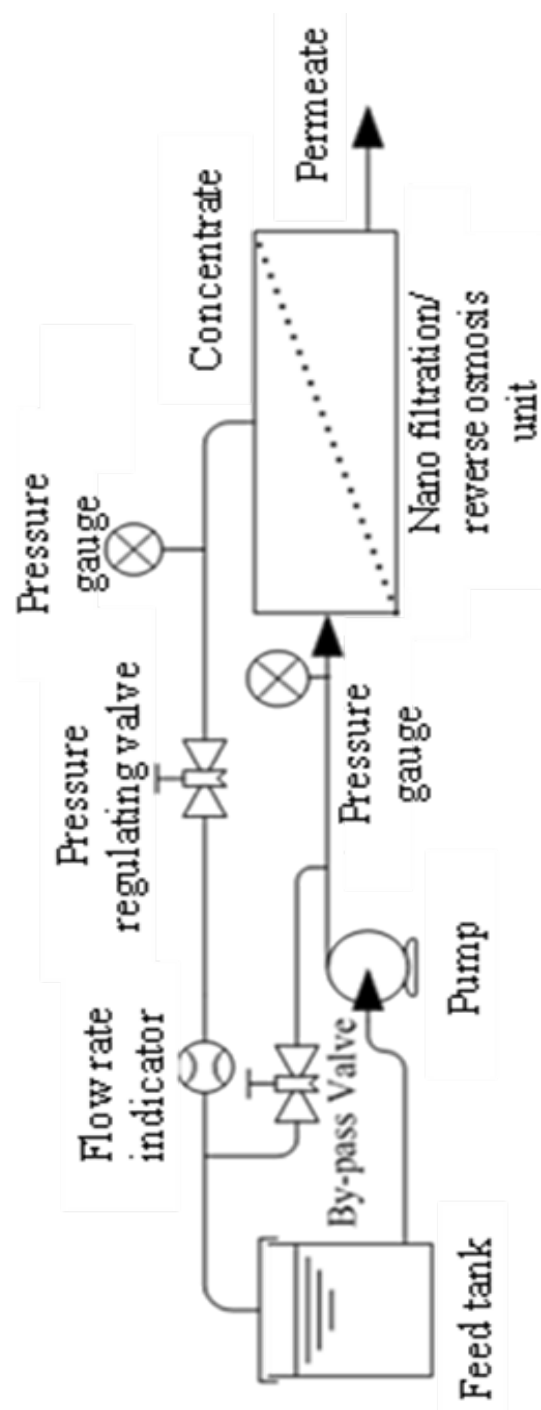 Pressure
gauge
Pressure
regulating valve
Flow rate
indicator
Concentrate
Permeate
By-pass Valve
Pressure
gauge
Nano filtration/
reverse osmosis
unit
Pump
Feed tank